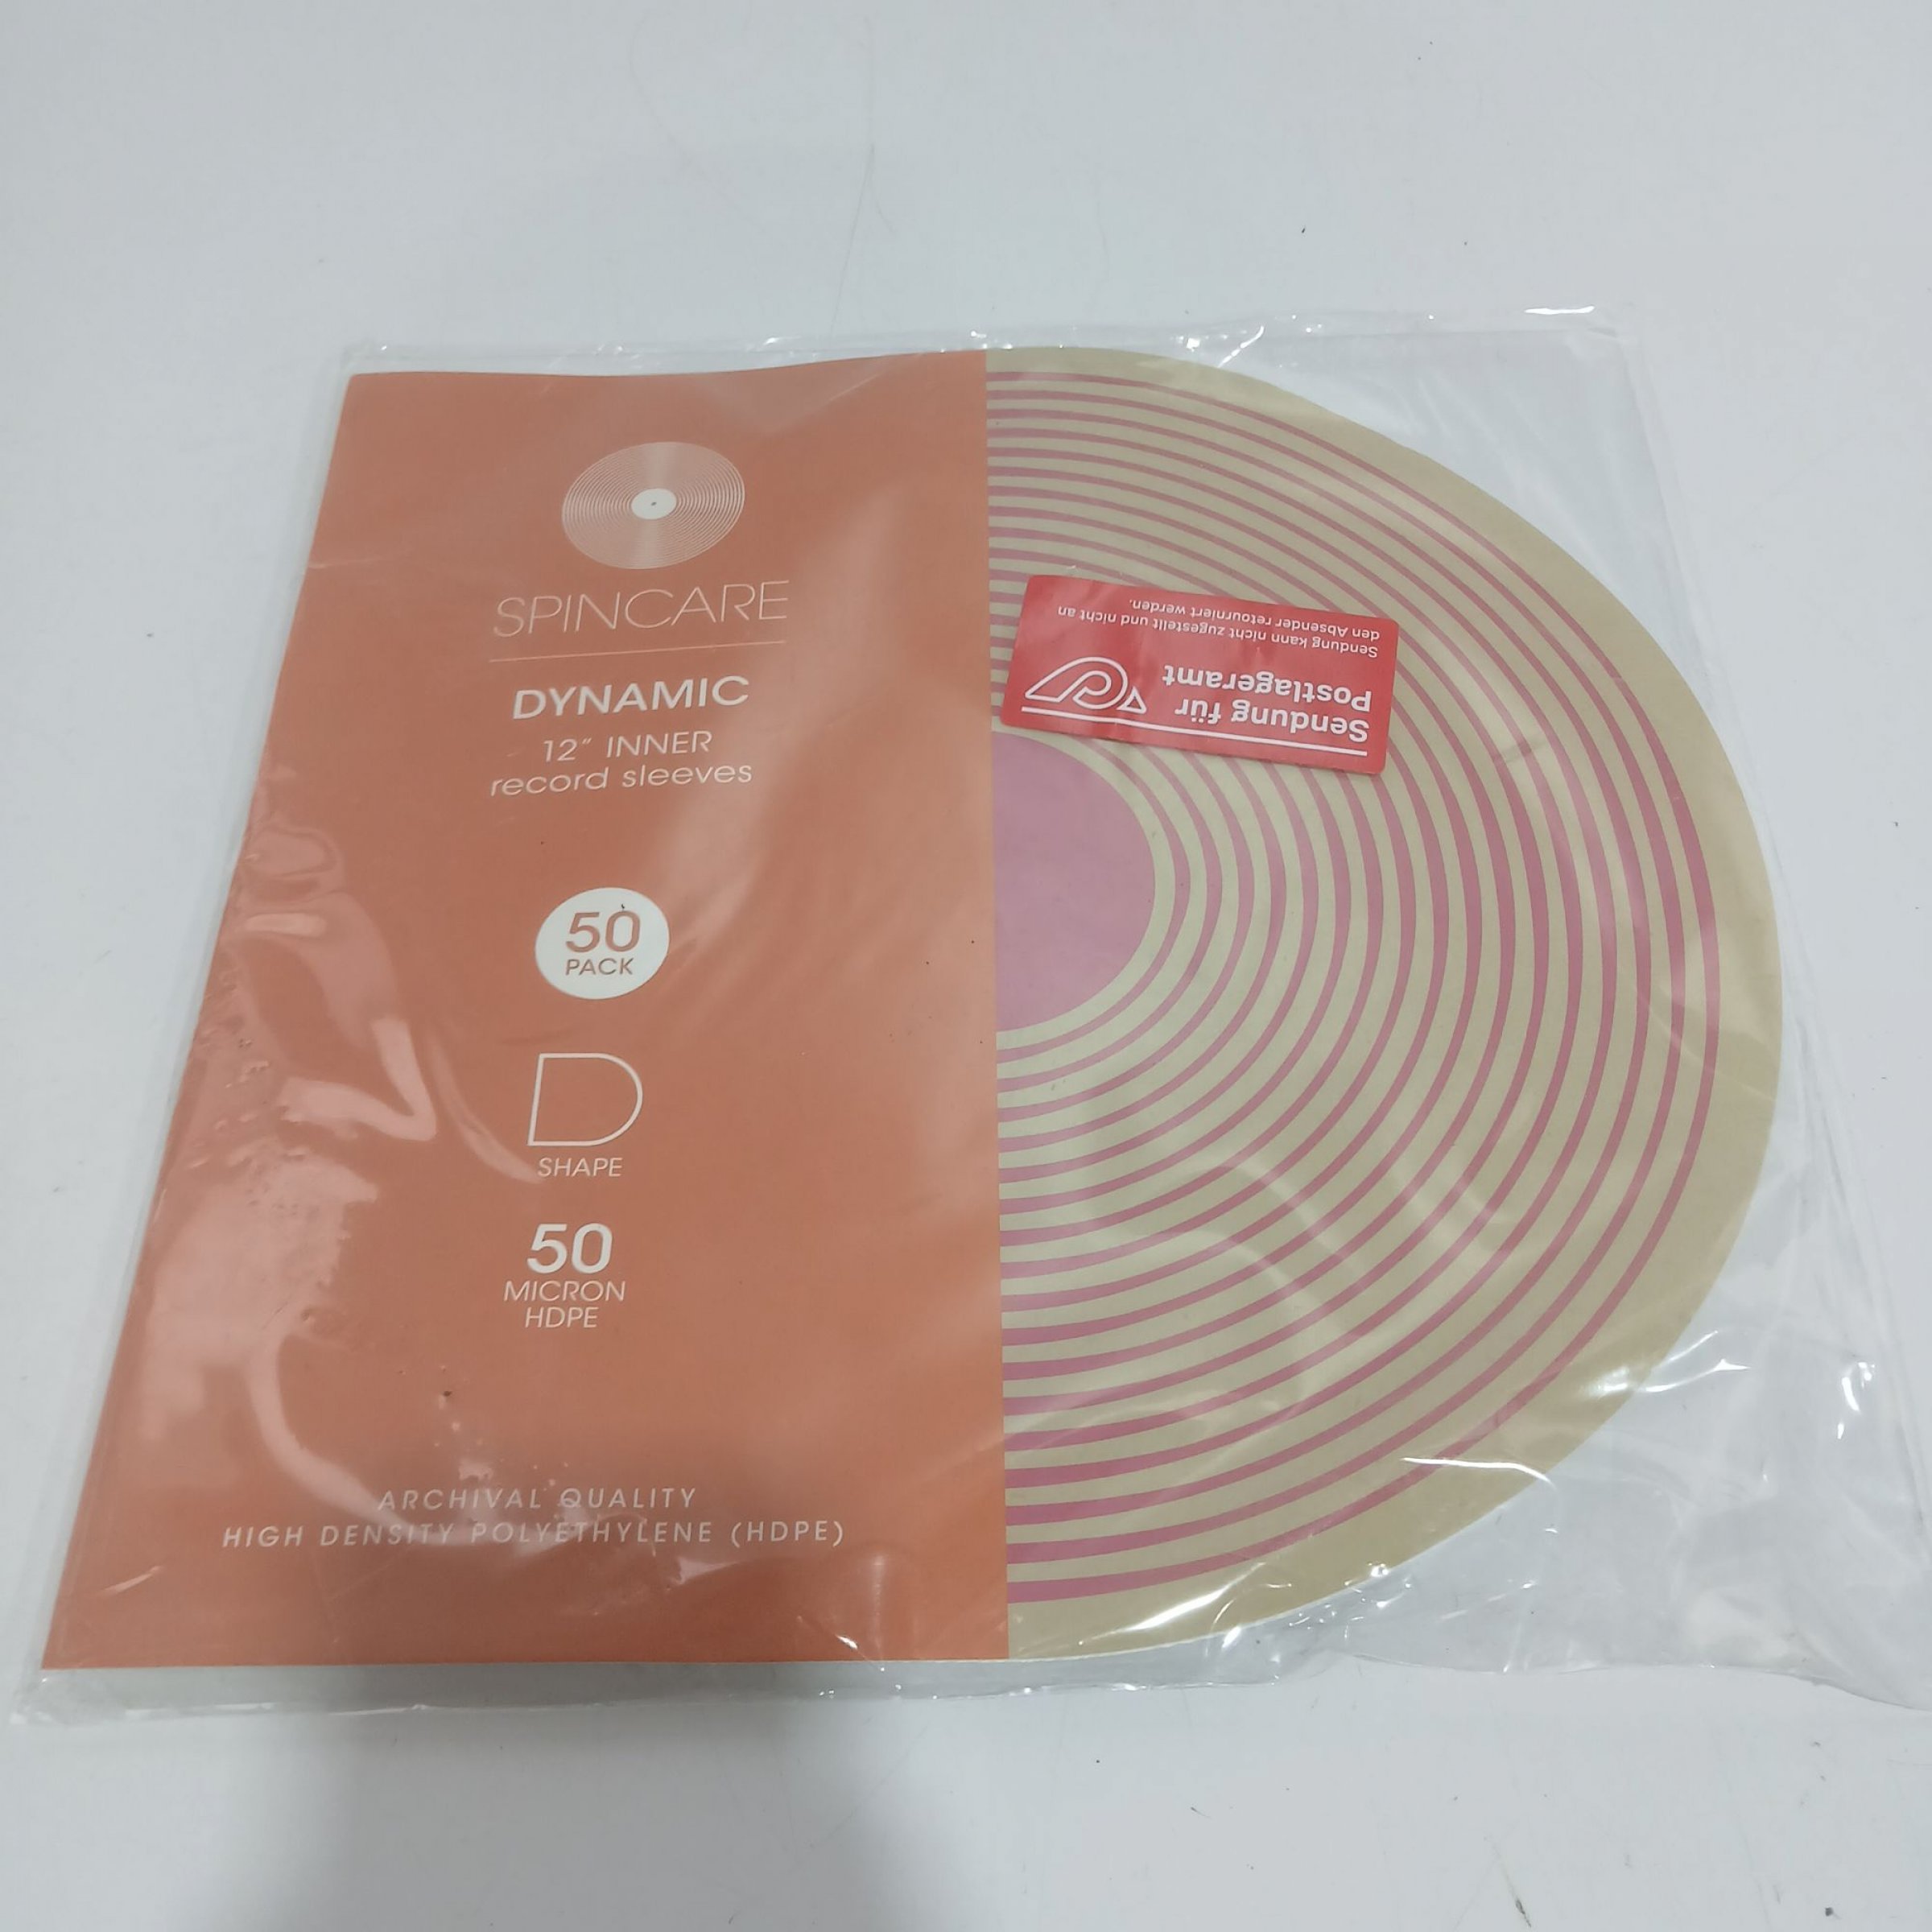 SPINCARE
DYNAMIC
12" INNER
record sleeves
50
PACK
D
SHAPE
50
MICRON
HDPE
ARCHIVAL QUALITY
HIGH DENSITY POLYETHYLENE (HDPE)
Sendung für
Postlageramt
Sendung kann nicht zugestellt und nicht an
den Absender retourniert werden.